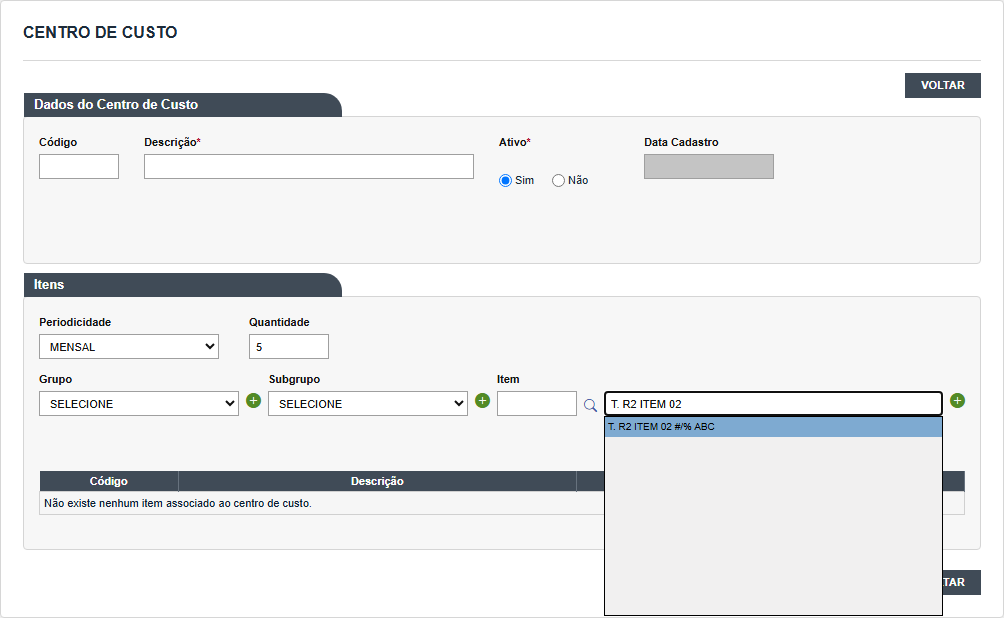 CENTRO DE CUSTO
VOLTAR
Dados do Centro de Custo
Código Descrição* Ativo* Data Cadastro
Sim Não
Itens
Periodicidade Quantidade
MENSAL 5
Grupo Subgrupo Item
SELECIONE SELECIONE T. R2 ITEM 02
T. R2 ITEM 02 #/% ABC
Código Descrição
Não existe nenhum item associado ao centro de custo.
TAR